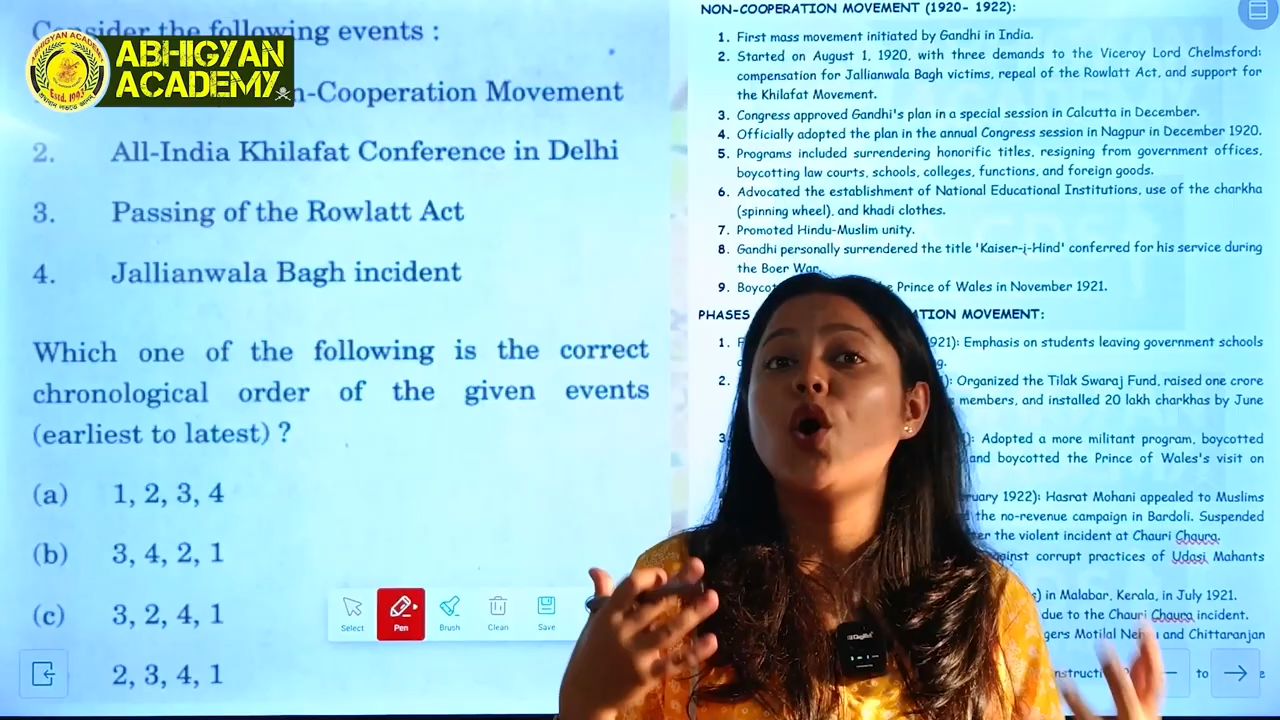 Consider the following events :
ABHIGYAN ACADEMY
Estd. 1993
ABHIGYAN
ACADEMY
n-Cooperation Movement
2. All-India Khilafat Conference in Delhi
3. Passing of the Rowlatt Act
4. Jallianwala Bagh incident
Which one of the following is the correct
chronological order of the given events
(earliest to latest) ?
(a) 1, 2, 3, 4
(b) 3, 4, 2, 1
(c) 3, 2, 4, 1
2, 3, 4, 1
Select
Pen
Brush
Clean
Save
NON-COOPERATION MOVEMENT (1920- 1922):
1. First mass movement initiated by Gandhi in India.
2. Started on August 1, 1920, with three demands to the Viceroy Lord Chelmsford:
compensation for Jallianwala Bagh victims, repeal of the Rowlatt Act, and support for
the Khilafat Movement.
3. Congress approved Gandhi's plan in a special session in Calcutta in December.
4. Officially adopted the plan in the annual Congress session in Nagpur in December 1920.
5. Programs included surrendering honorific titles, resigning from government offices,
boycotting law courts, schools, colleges, functions, and foreign goods.
6. Advocated the establishment of National Educational Institutions, use of the charkha
(spinning wheel), and khadi clothes.
7. Promoted Hindu-Muslim unity.
8. Gandhi personally surrendered the title 'Kaiser-i-Hind' conferred for his service during
the Boer War.
9. Boycot Prince of Wales in November 1921.
PHASES ATION MOVEMENT:
1. 921): Emphasis on students leaving government schools
2. : Organized the Tilak Swaraj Fund, raised one crore
members, and installed 20 lakh charkhas by June
3. ): Adopted a more militant program, boycotted
and boycotted the Prince of Wales's visit on
ruary 1922): Hasrat Mohani appealed to Muslims
the no-revenue campaign in Bardoli. Suspended
er the violent incident at Chauri Chaura.
ainst corrupt practices of Udasi Mahants
) in Malabar, Kerala, in July 1921.
due to the Chauri Chaura incident.
gers Motilal Neh and Chittaranjan
nstructi to e